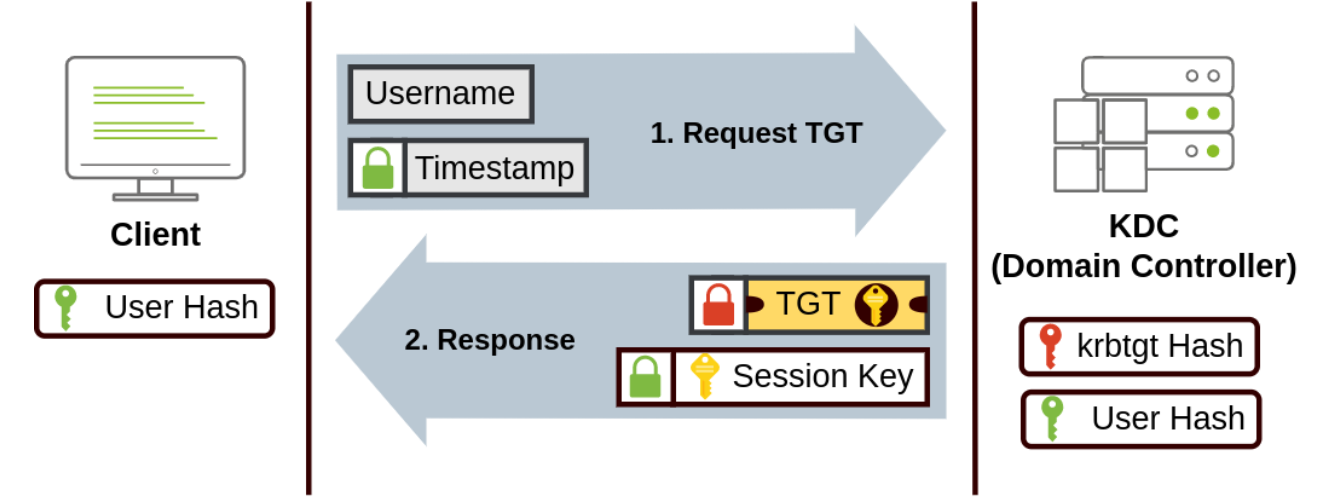 Username
Timestamp
1. Request TGT
Client
User Hash
KDC
(Domain Controller)
TGT
2. Response
Session Key
krbtgt Hash
User Hash